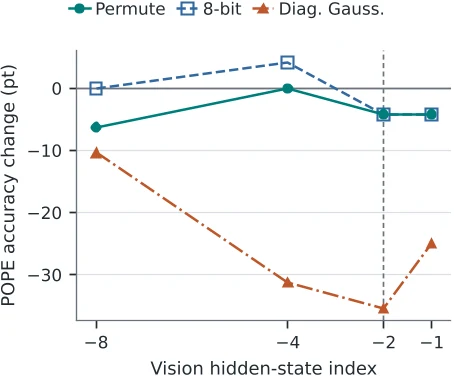 Permute 8-bit Diag. Gauss.
POPE accuracy change (pt)
0
−10
−20
−30
−8 −4 −2 −1
Vision hidden-state index